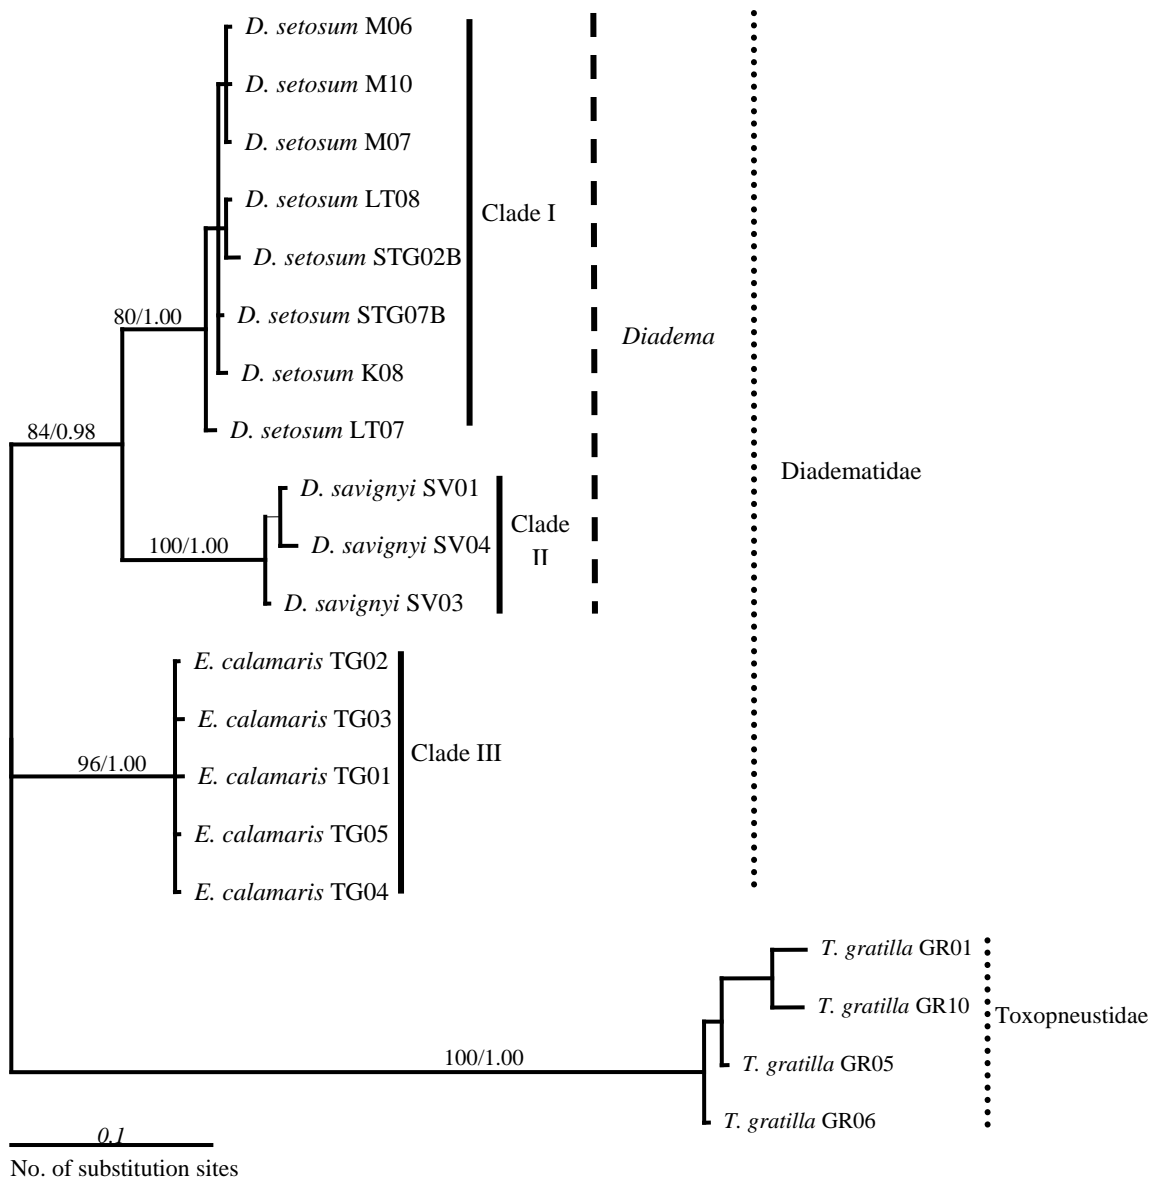 D. setosum M06
D. setosum M10
D. setosum M07
D. setosum LT08
Clade I
D. setosum STG02B
80/1.00
D. setosum STG07B
Diadema
D. setosum K08
84/0.98
D. setosum LT07
Diadematidae
D. savignyi SV01
Clade
II
100/1.00
D. savignyi SV04
D. savignyi SV03
E. calamaris TG02
E. calamaris TG03
Clade III
96/1.00
E. calamaris TG01
E. calamaris TG05
E. calamaris TG04
T. gratilla GR01
T. gratilla GR10
Toxopneustidae
100/1.00
T. gratilla GR05
T. gratilla GR06
0.1
No. of substitution sites